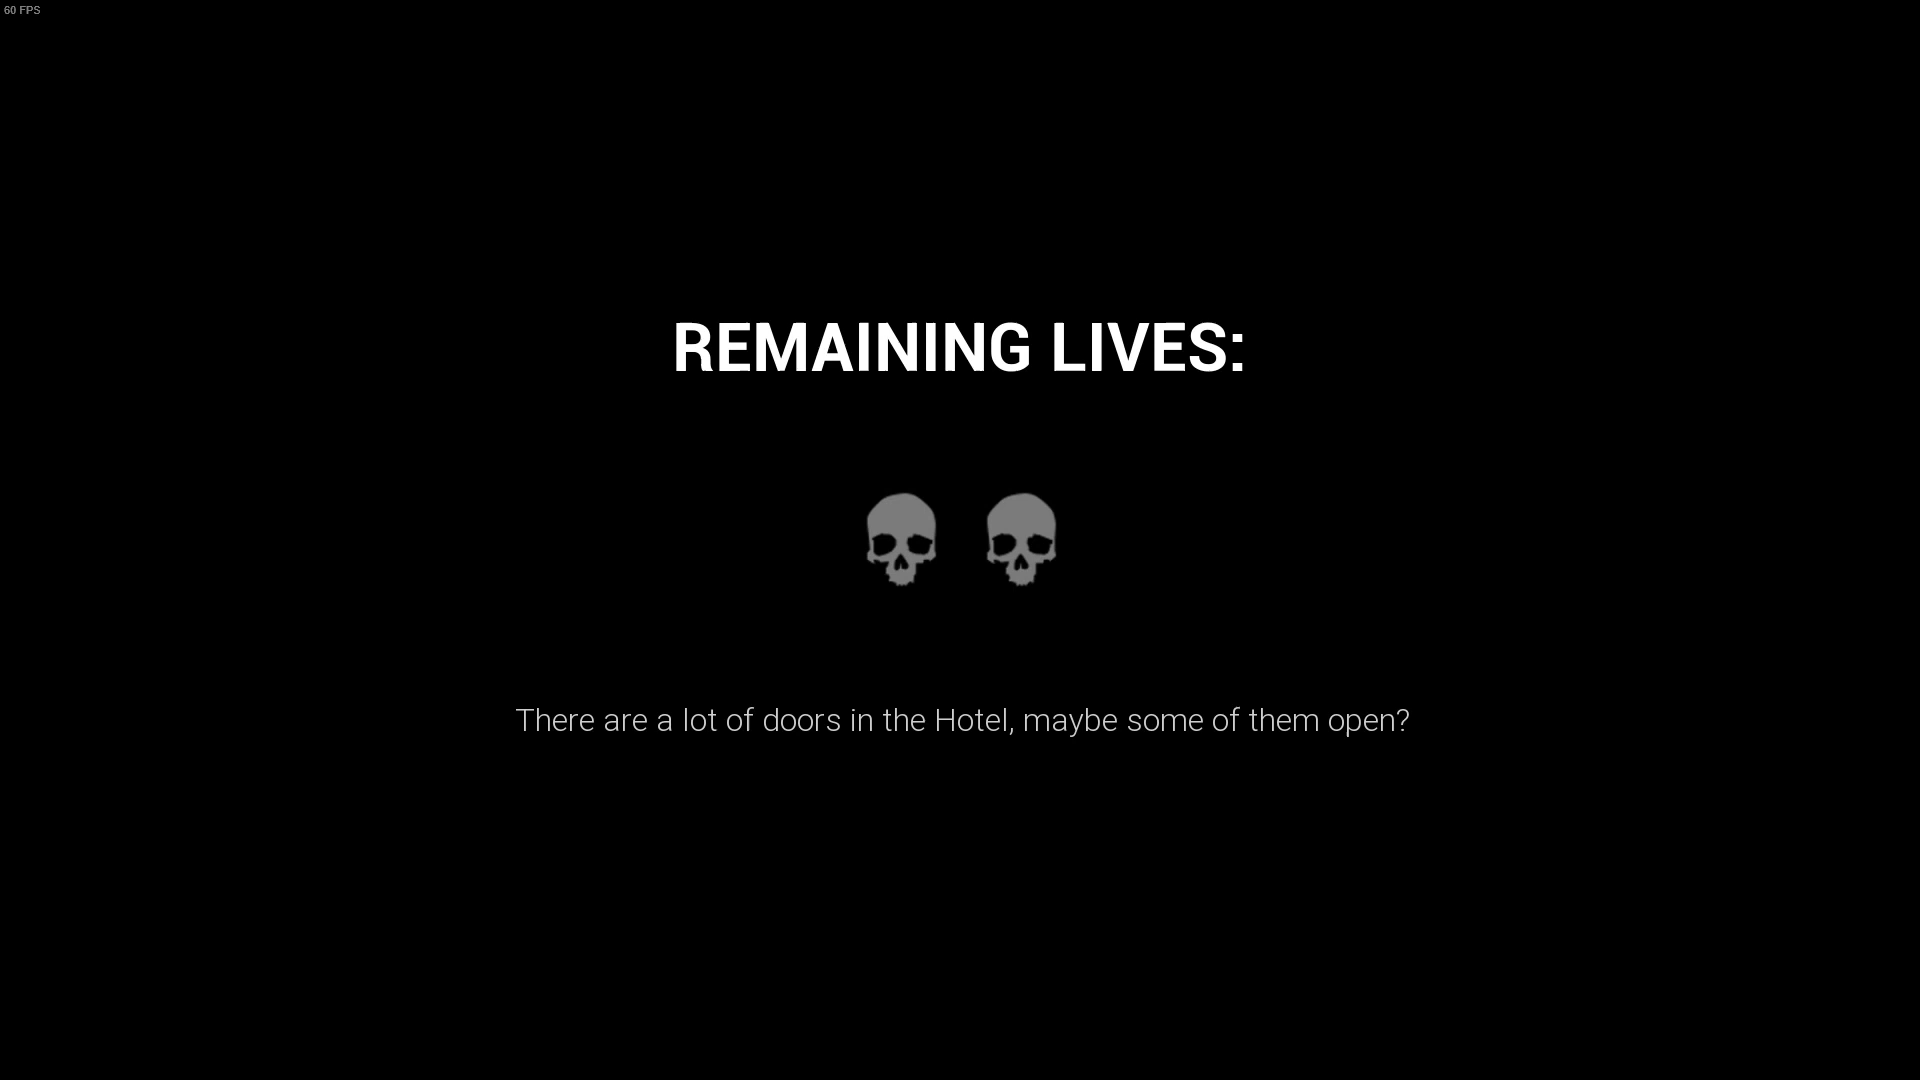 60 FPS
REMAINING LIVES:
There are a lot of doors in the Hotel, maybe some of them open?